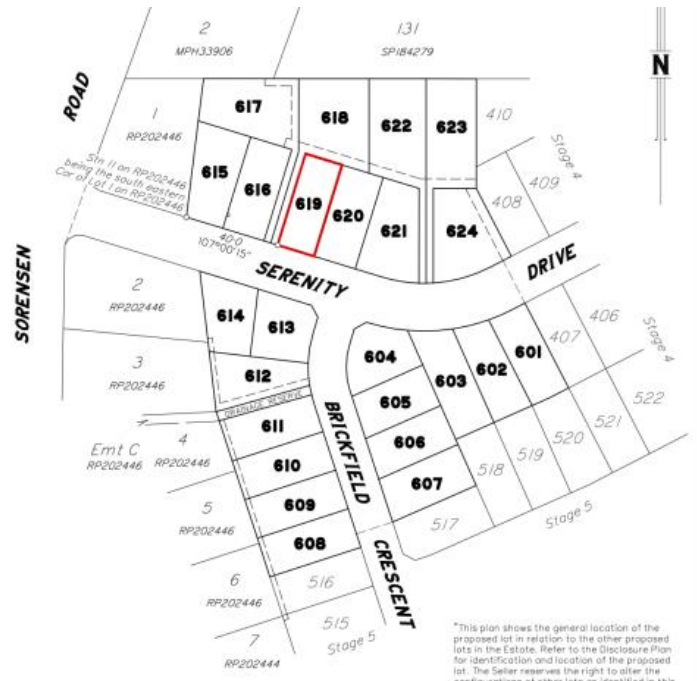 2
MPH33906
131
SP184279
N
ROAD
1
RP202446
617
618
622
623
410
Stage 4
409
408
Stn 11 on RP202446
being the south eastern
Cor of Lot 1 on RP202446
615
616
619
620
621
624
40·0
107°00'15"
SERENITY
DRIVE
SORENSEN
2
RP202446
614
613
604
603
602
601
407
406
Stage 4
3
RP202446
612
605
DRAINAGE RESERVE
BRICKFIELD
CRESCENT
611
606
Emt C
RP202446
4
RP202446
610
607
518
519
520
521
522
5
RP202446
609
517
Stage 5
608
6
RP202446
516
515
Stage 5
7
RP202444
"This plan shows the general location of the
proposed lot in relation to the other proposed
lots in the Estate. Refer to the Disclosure Plan
for identification and location of the proposed
lot. The Seller reserves the right to alter the